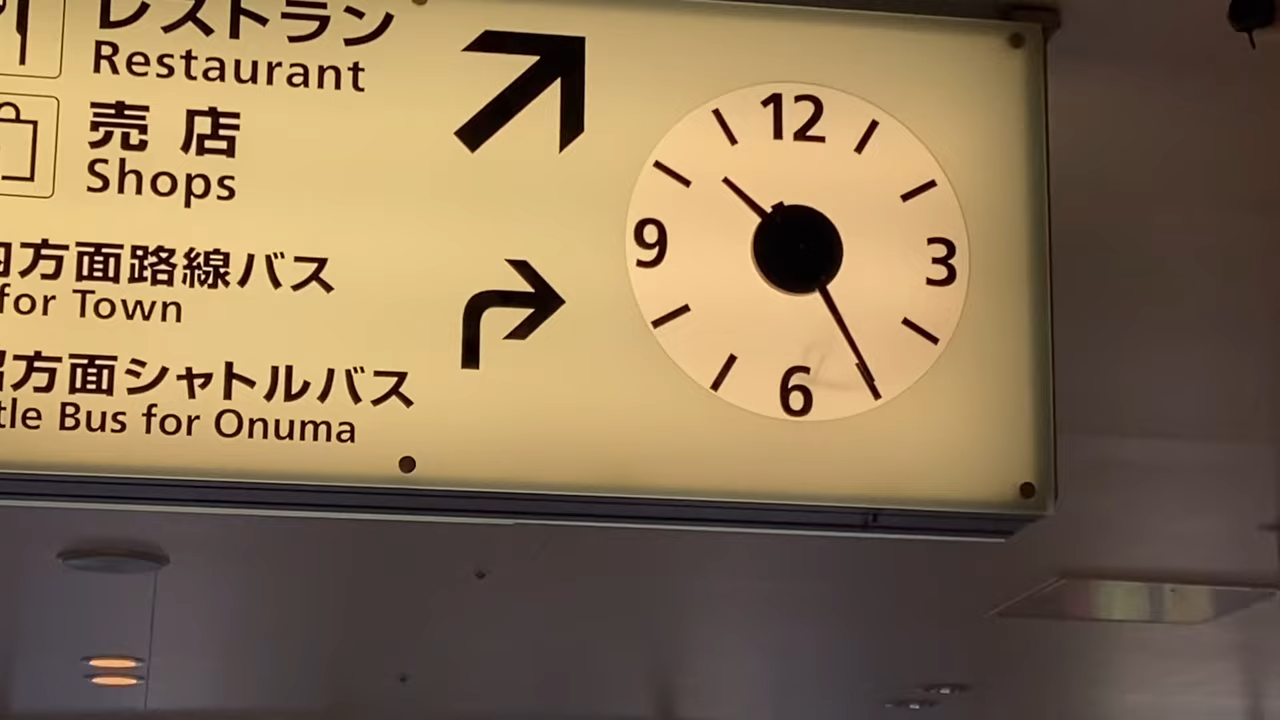 レストラン
Restaurant
売店
Shops
方面路線バス
for Town
方面シャトルバス
Bus for Onuma
12
9
3
6